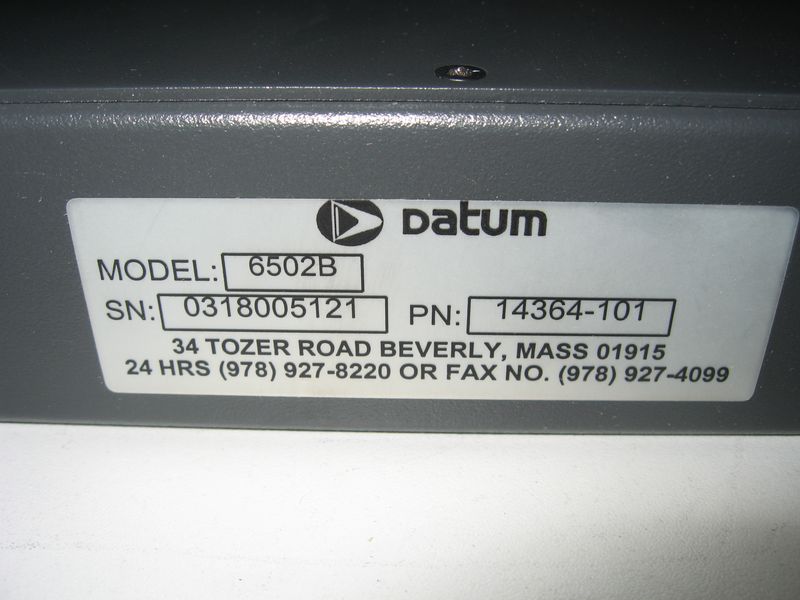 Datum
MODEL: 6502B
SN: 0318005121 PN: 14364-101
34 TOZER ROAD BEVERLY, MASS 01915
24 HRS (978) 927-8220 OR FAX NO. (978) 927-4099